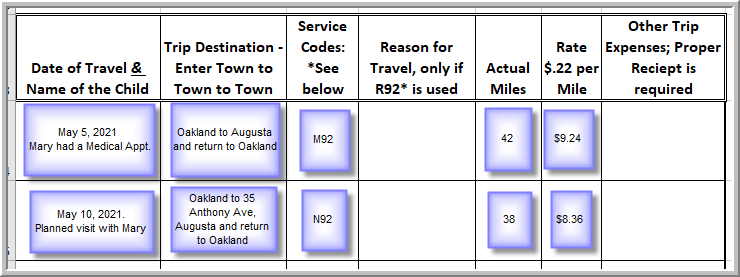 Date of Travel &
Name of the Child
Trip Destination -
Enter Town to
Town to Town
Service
Codes:
*See
below
Reason for
Travel, only if
R92* is used
Actual
Miles
Rate
$.22 per
Mile
Other Trip
Expenses; Proper
Reciept is
required
May 5, 2021
Mary had a Medical Appt.
Oakland to Augusta
and return to Oakland
M92
42
$9.24
May 10, 2021.
Planned visit with Mary
Oakland to 35
Anthony Ave,
Augusta and return
to Oakland
N92
38
$8.36